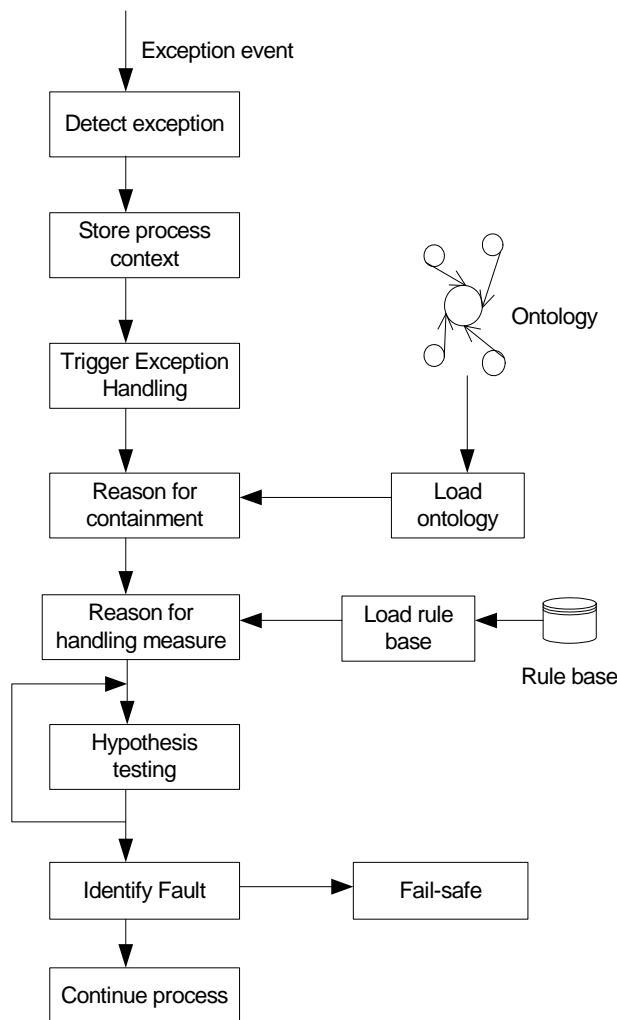 Exception event
Detect exception
Store process
context
Ontology
Trigger Exception
Handling
Reason for
containment
Load
ontology
Reason for
handling measure
Load rule
base
Rule base
Hypothesis
testing
Identify Fault
Fail-safe
Continue process